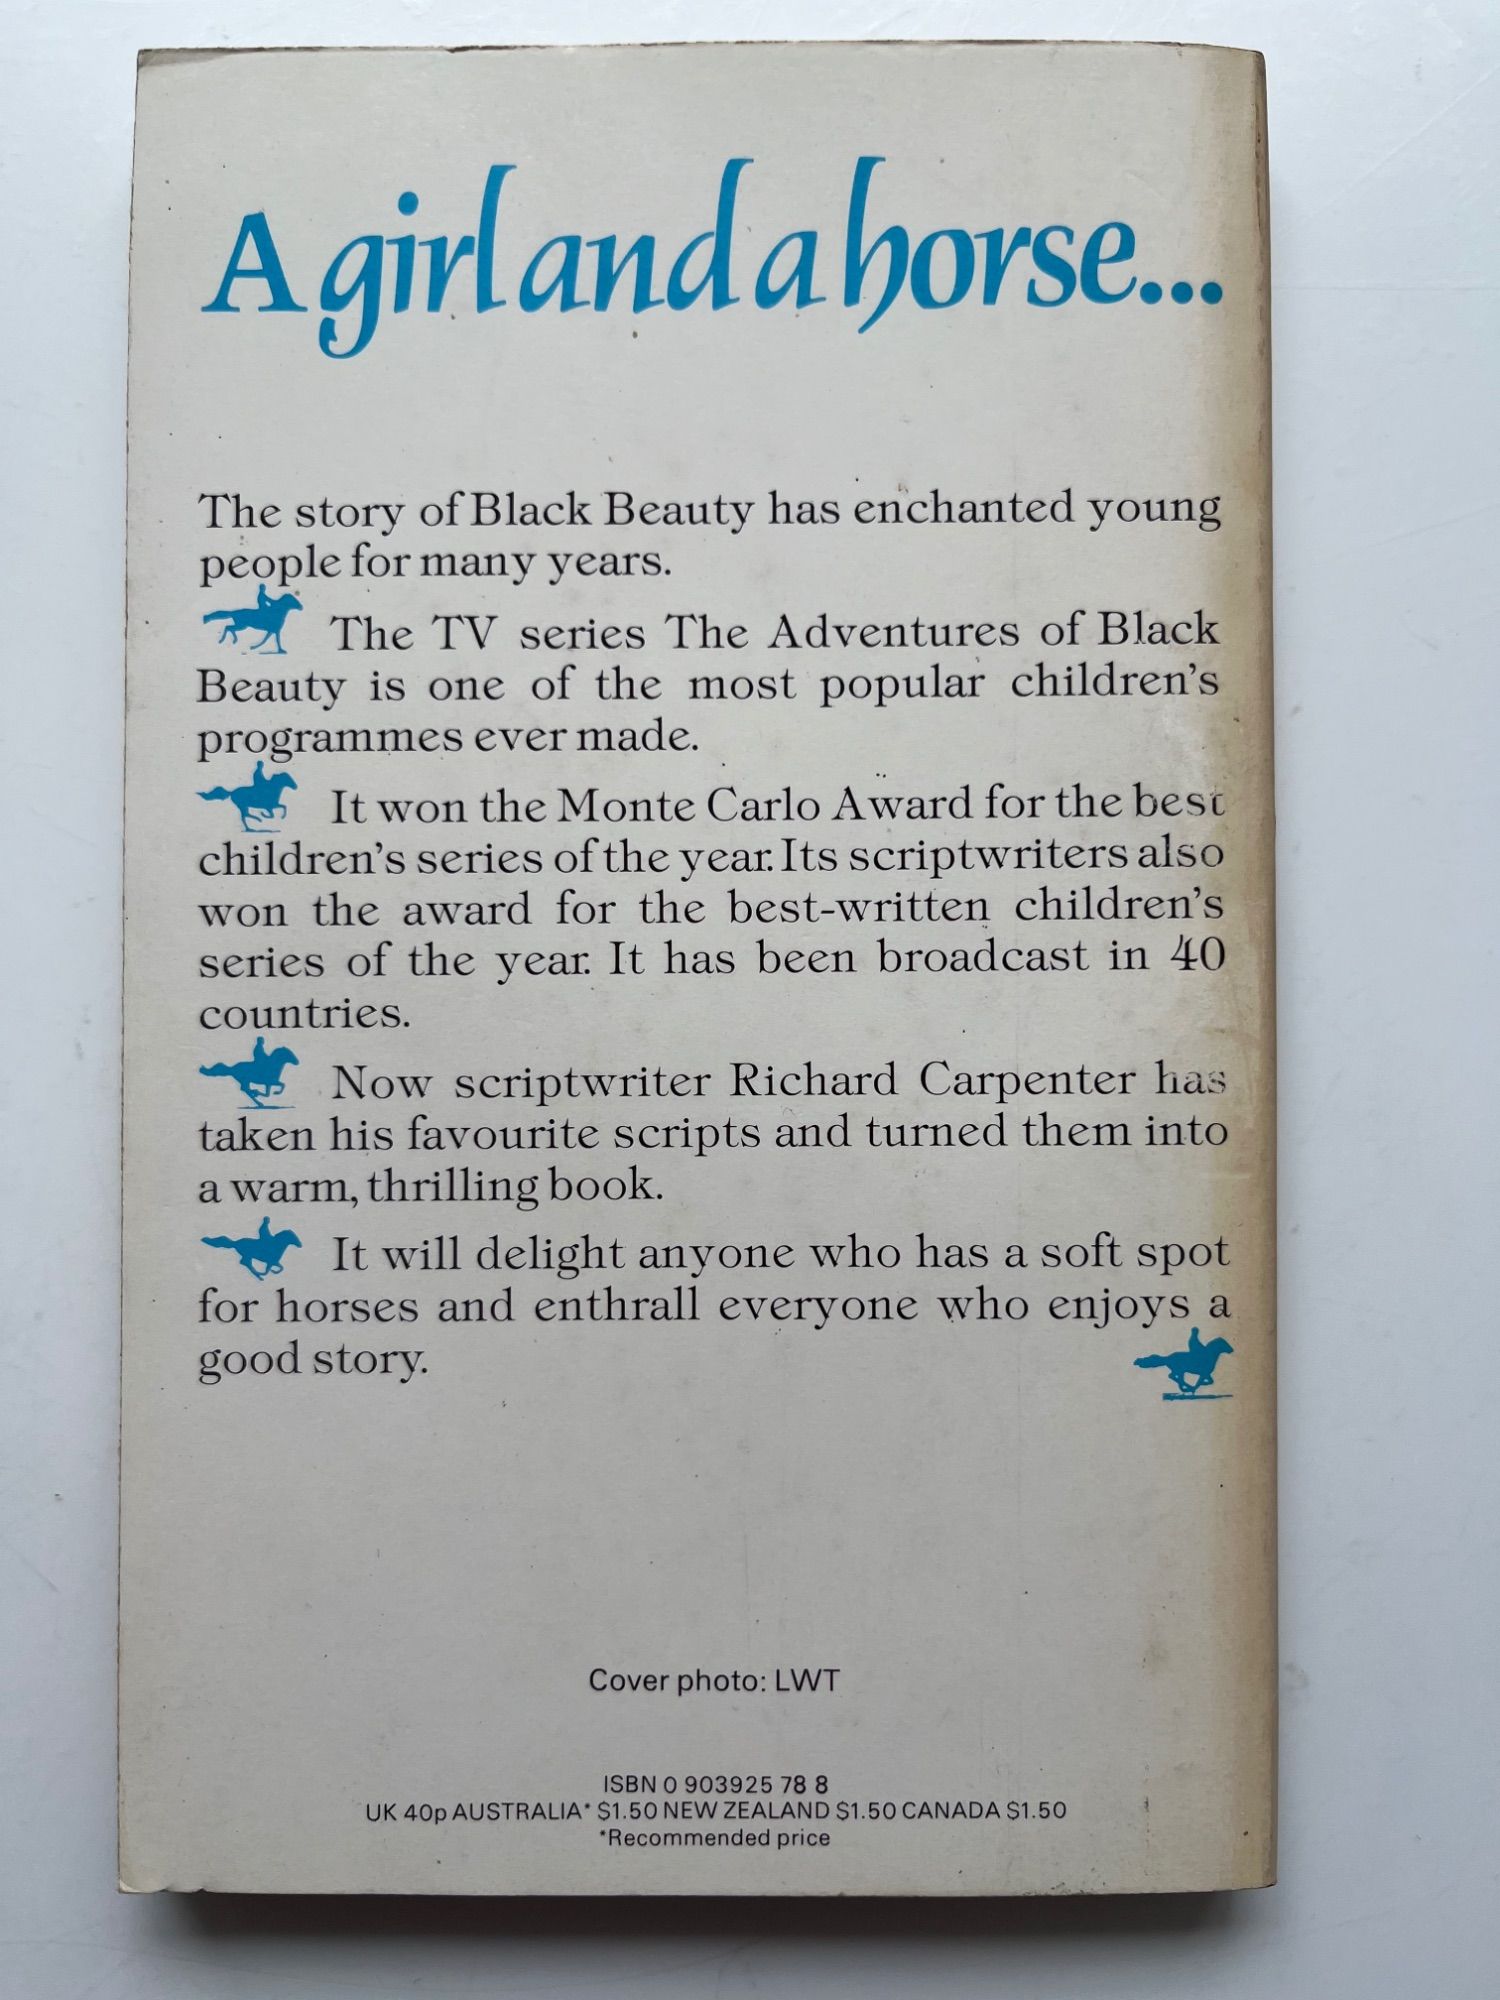 A girl and a horse...
The story of Black Beauty has enchanted young
people for many years.
The TV series The Adventures of Black
Beauty is one of the most popular children's
programmes ever made.
It won the Monte Carlo Award for the best
children's series of the year. Its scriptwriters also
won the award for the best-written children's
series of the year. It has been broadcast in 40
countries.
Now scriptwriter Richard Carpenter has
taken his favourite scripts and turned them into
a warm, thrilling book.
It will delight anyone who has a soft spot
for horses and enthrall everyone who enjoys a
good story.
Cover photo: LWT
ISBN 0 903925 78 8
UK 40p AUSTRALIA* $1.50 NEW ZEALAND $1.50 CANADA $1.50
*Recommended price